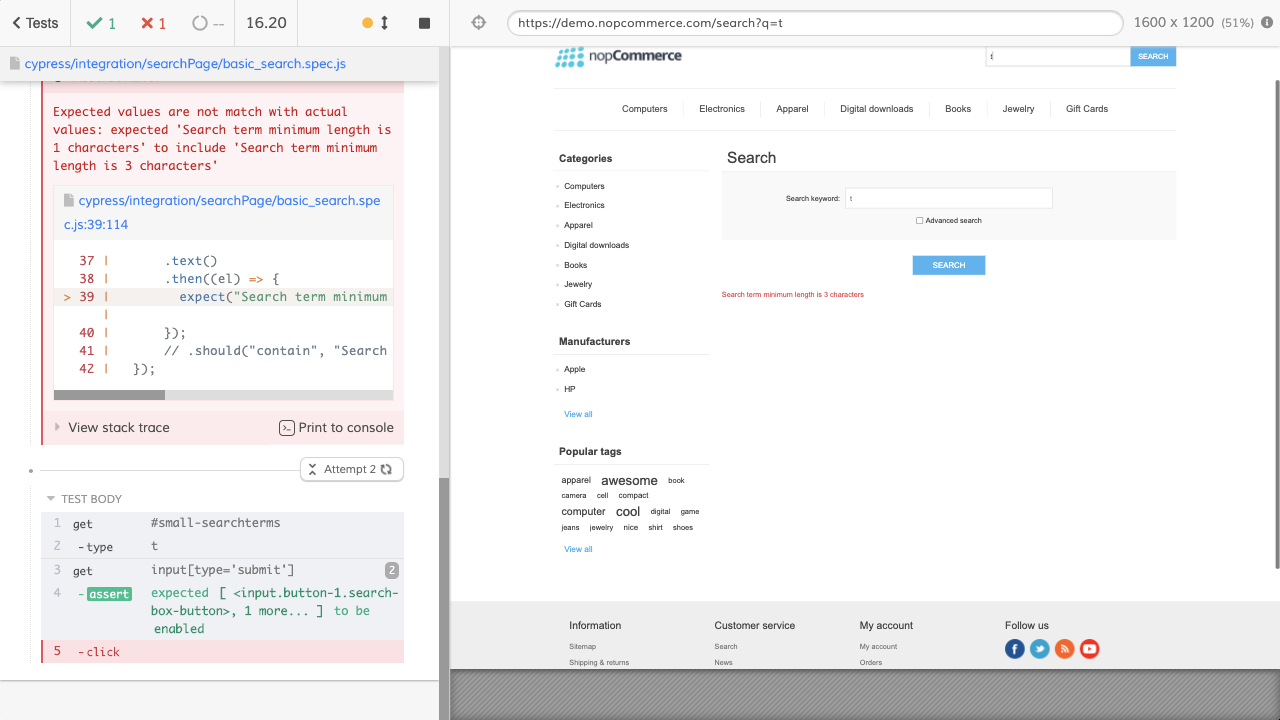 Tests
1
1
--
16.20
https://demo.nopcommerce.com/search?q=t
1600 x 1200 (51%)
cypress/integration/searchPage/basic_search.spec.js
Expected values are not match with actual
values: expected 'Search term minimum length is
1 characters' to include 'Search term minimum
length is 3 characters'
cypress/integration/searchPage/basic_search.spe
c.js:39:114
37 | .text()
38 | .then((el) => {
> 39 | expect("Search term minimum
|
40 | });
41 | // .should("contain", "Search
42 | });
View stack trace
Print to console
Attempt 2
TEST BODY
1 get #small-searchterms
2 -type t
3 get input[type='submit'] 2
4 -assert expected [ <input.button-1.search-
box-button>, 1 more... ] to be
enabled
5 -click
nopCommerce
t
SEARCH
Computers
Electronics
Apparel
Digital downloads
Books
Jewelry
Gift Cards
Categories
Computers
Electronics
Apparel
Digital downloads
Books
Jewelry
Gift Cards
Manufacturers
Apple
HP
View all
Popular tags
apparel awesome book
camera cell compact
computer cool digital game
jeans jewelry nice shirt shoes
View all
Search
Search keyword: t
Advanced search
SEARCH
Search term minimum length is 3 characters
Information
Sitemap
Shipping & returns
Customer service
Search
News
My account
My account
Orders
Follow us